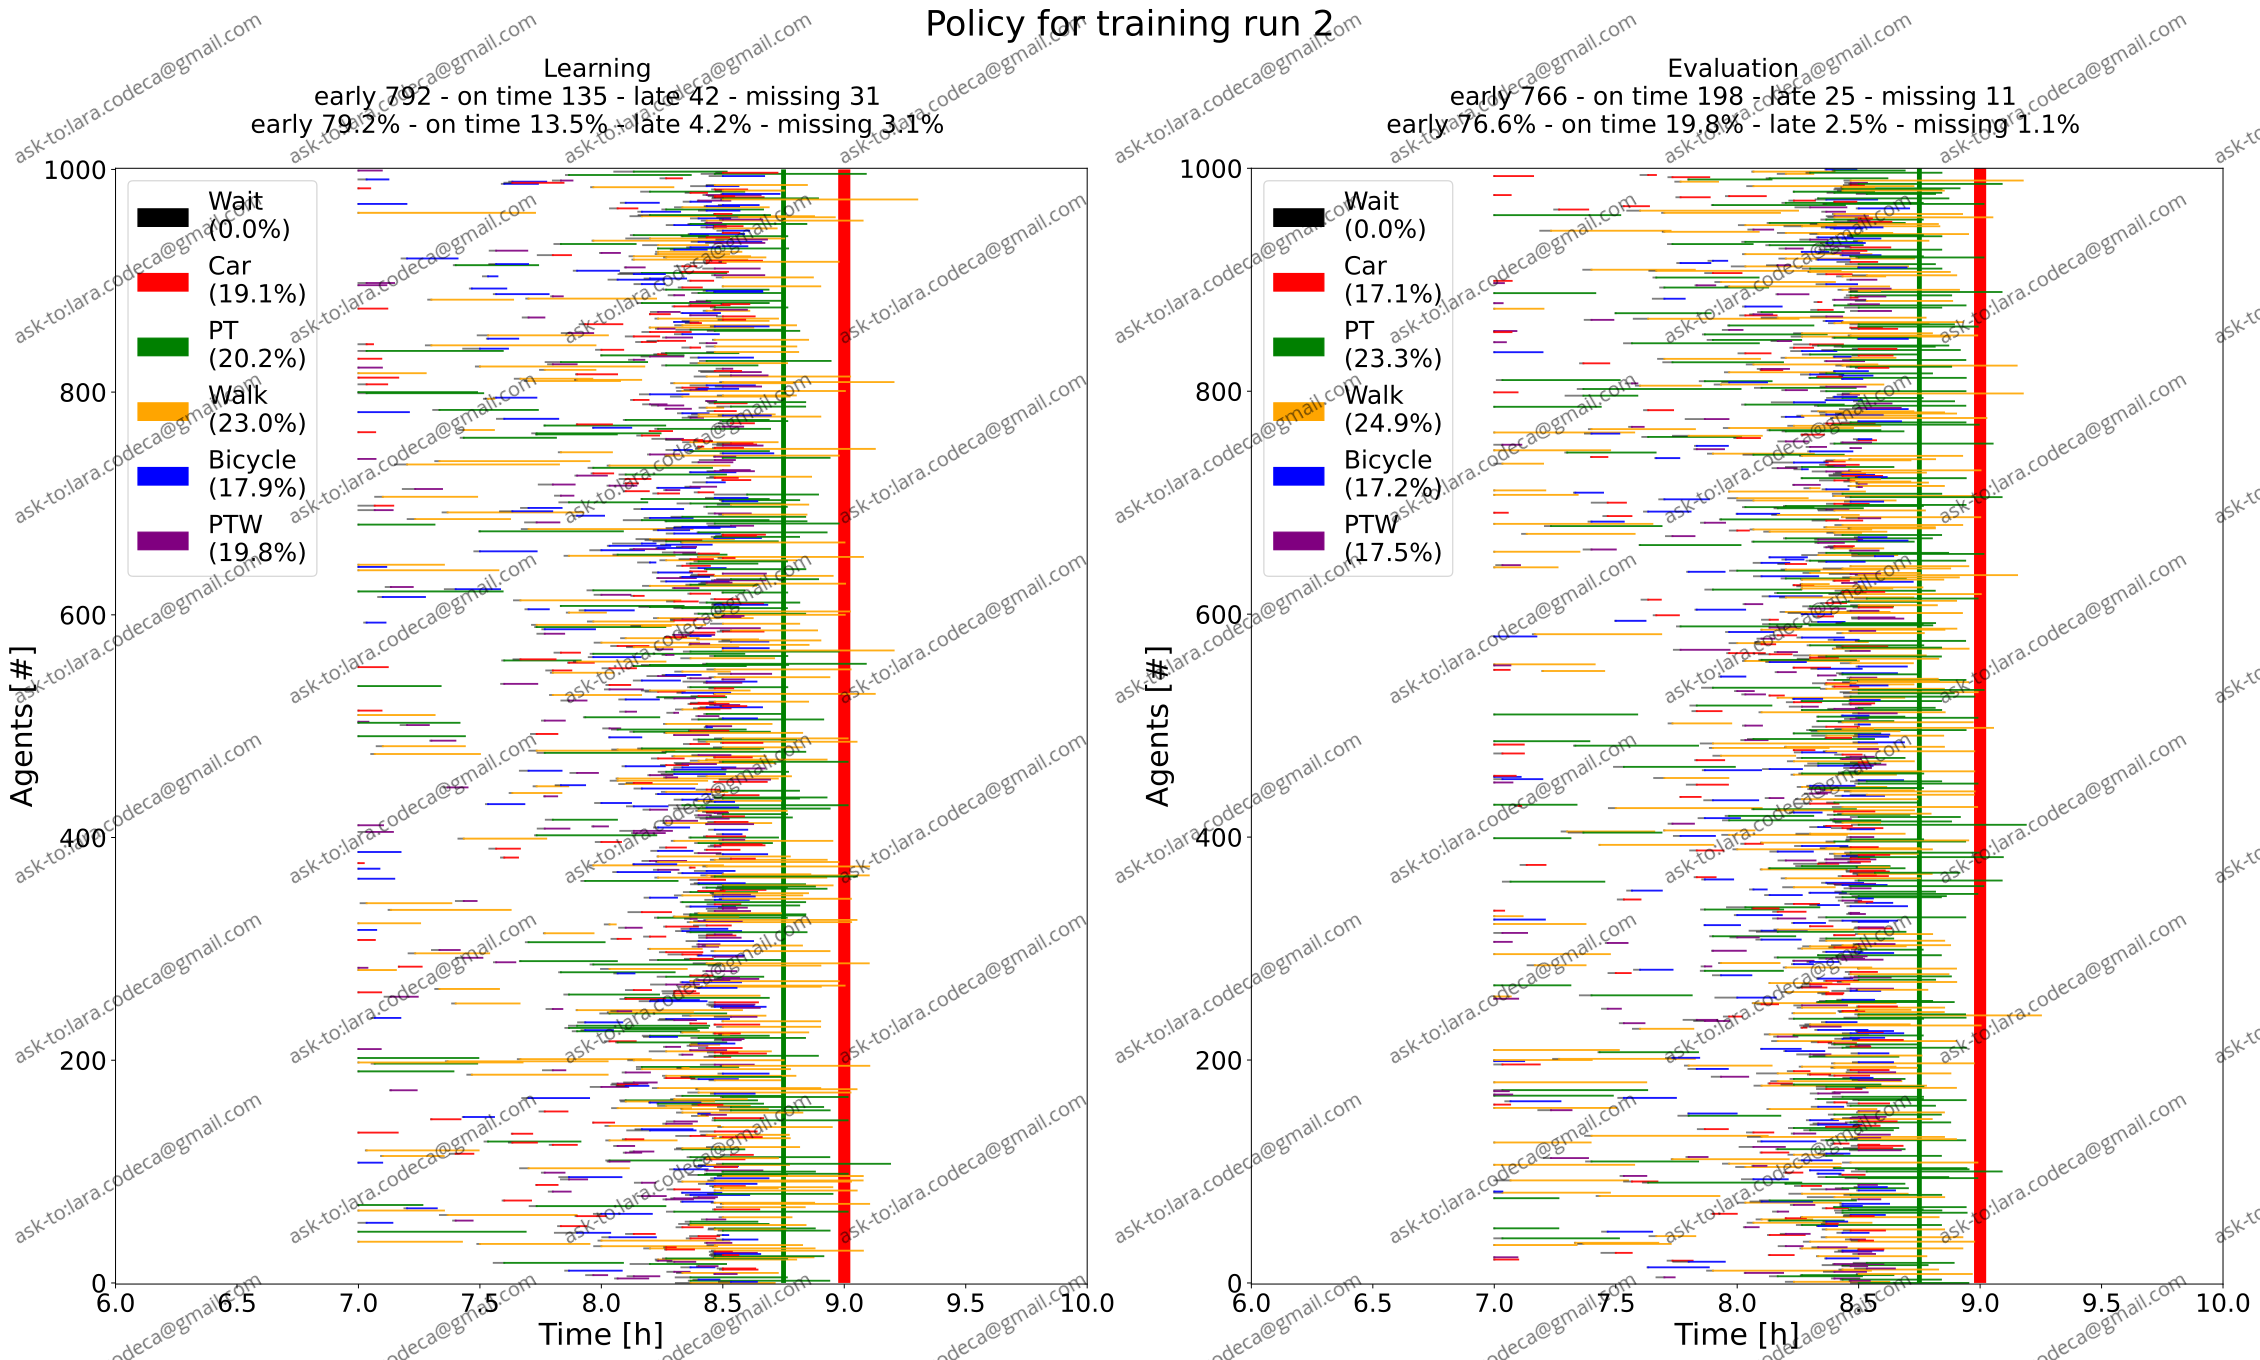 Policy for training run 2
Learning
early 792 - on time 135 - late 42 - missing 31
early 79.2% - on time 13.5% - late 4.2% - missing 3.1%
1000
800
600
400
200
0
Agents [#]
Wait
(0.0%)
Car
(19.1%)
PT
(20.2%)
Walk
(23.0%)
Bicycle
(17.9%)
PTW
(19.8%)
6.0 6.5 7.0 7.5 8.0 8.5 9.0 9.5 10.0
Time [h]
Evaluation
early 766 - on time 198 - late 25 - missing 11
early 76.6% - on time 19.8% - late 2.5% - missing 1.1%
1000
800
600
400
200
0
Agents [#]
Wait
(0.0%)
Car
(17.1%)
PT
(23.3%)
Walk
(24.9%)
Bicycle
(17.2%)
PTW
(17.5%)
6.0 6.5 7.0 7.5 8.0 8.5 9.0 9.5 10.0
Time [h]
ask-to:lara.codeca@gmail.com